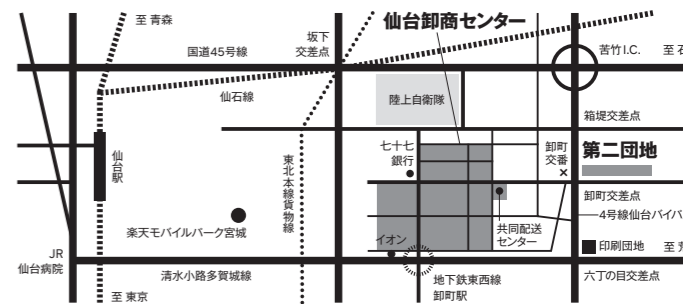 至 青森
坂下
交差点
仙台卸商センター
国道45号線
苦竹I.C.
至
仙石線
陸上自衛隊
箱堤交差点
七十七
銀行
卸町
交番
第二団地
仙台駅
東北本線貨物線
卸町交差点
4号線仙台バイパ
楽天モバイルパーク宮城
イオン
共同配送
センター
印刷団地
至
JR
仙台病院
清水小路多賀城線
地下鉄東西線
卸町駅
六丁の目交差点
至 東京